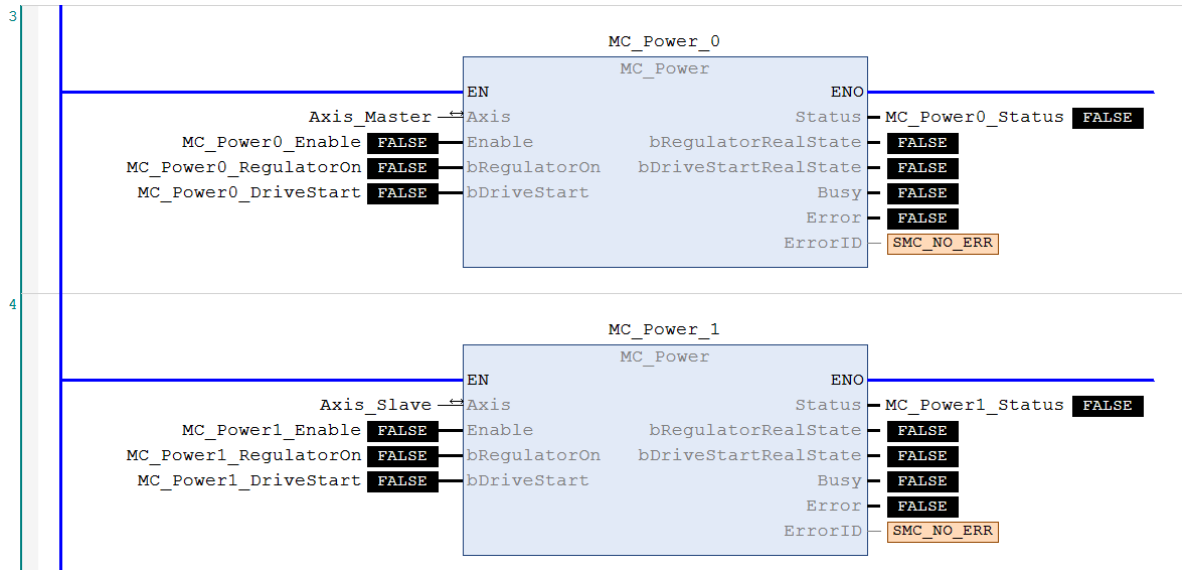 3
MC_Power_0
MC_Power
EN ENO
Axis_Master Axis Status MC_Power0_Status FALSE
MC_Power0_Enable FALSE Enable bRegulatorRealState FALSE
MC_Power0_RegulatorOn FALSE bRegulatorOn bDriveStartRealState FALSE
MC_Power0_DriveStart FALSE bDriveStart Busy FALSE
Error FALSE
ErrorID SMC_NO_ERR
4
MC_Power_1
MC_Power
EN ENO
Axis_Slave Axis Status MC_Power1_Status FALSE
MC_Power1_Enable FALSE Enable bRegulatorRealState FALSE
MC_Power1_RegulatorOn FALSE bRegulatorOn bDriveStartRealState FALSE
MC_Power1_DriveStart FALSE bDriveStart Busy FALSE
Error FALSE
ErrorID SMC_NO_ERR